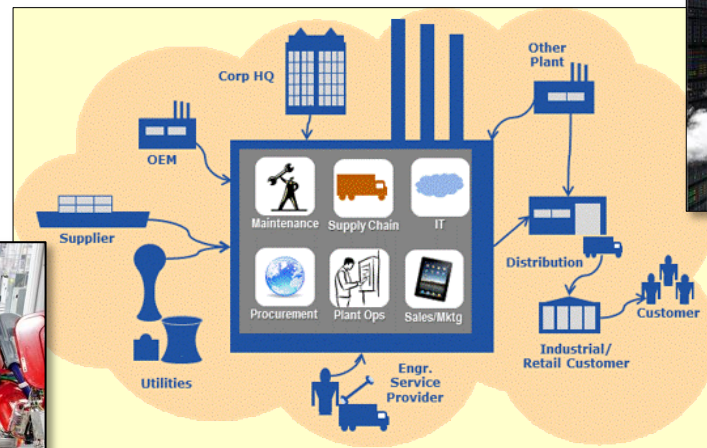 Corp HQ
Other
Plant
OEM
Supplier
Utilities
Maintenance
Supply Chain
IT
Procurement
Plant Ops
Sales/Mktg
Engr.
Service
Provider
Distribution
Industrial/
Retail Customer
Customer